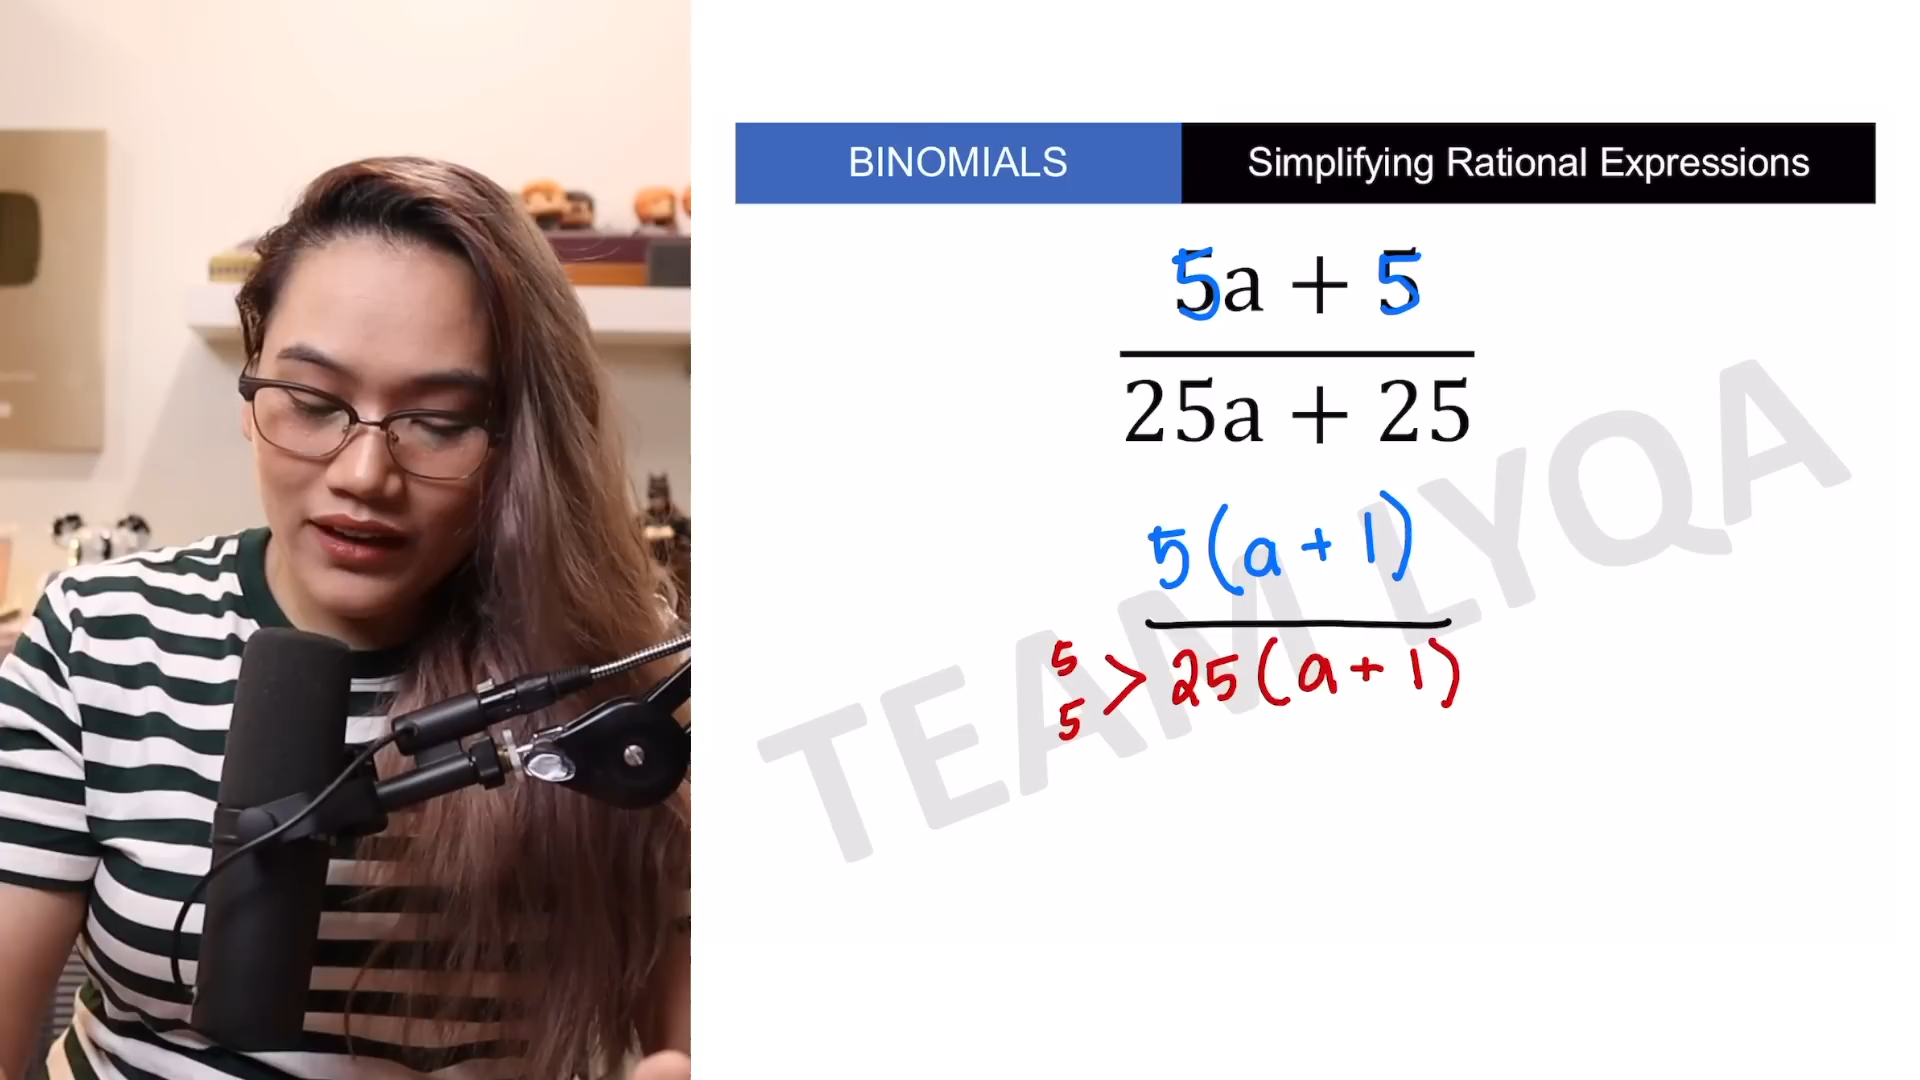 BINOMIALS
Simplifying Rational Expressions
5a + 5
25a + 25
5(a + 1)
5
5 > 25(a + 1)
TEAM LYQA